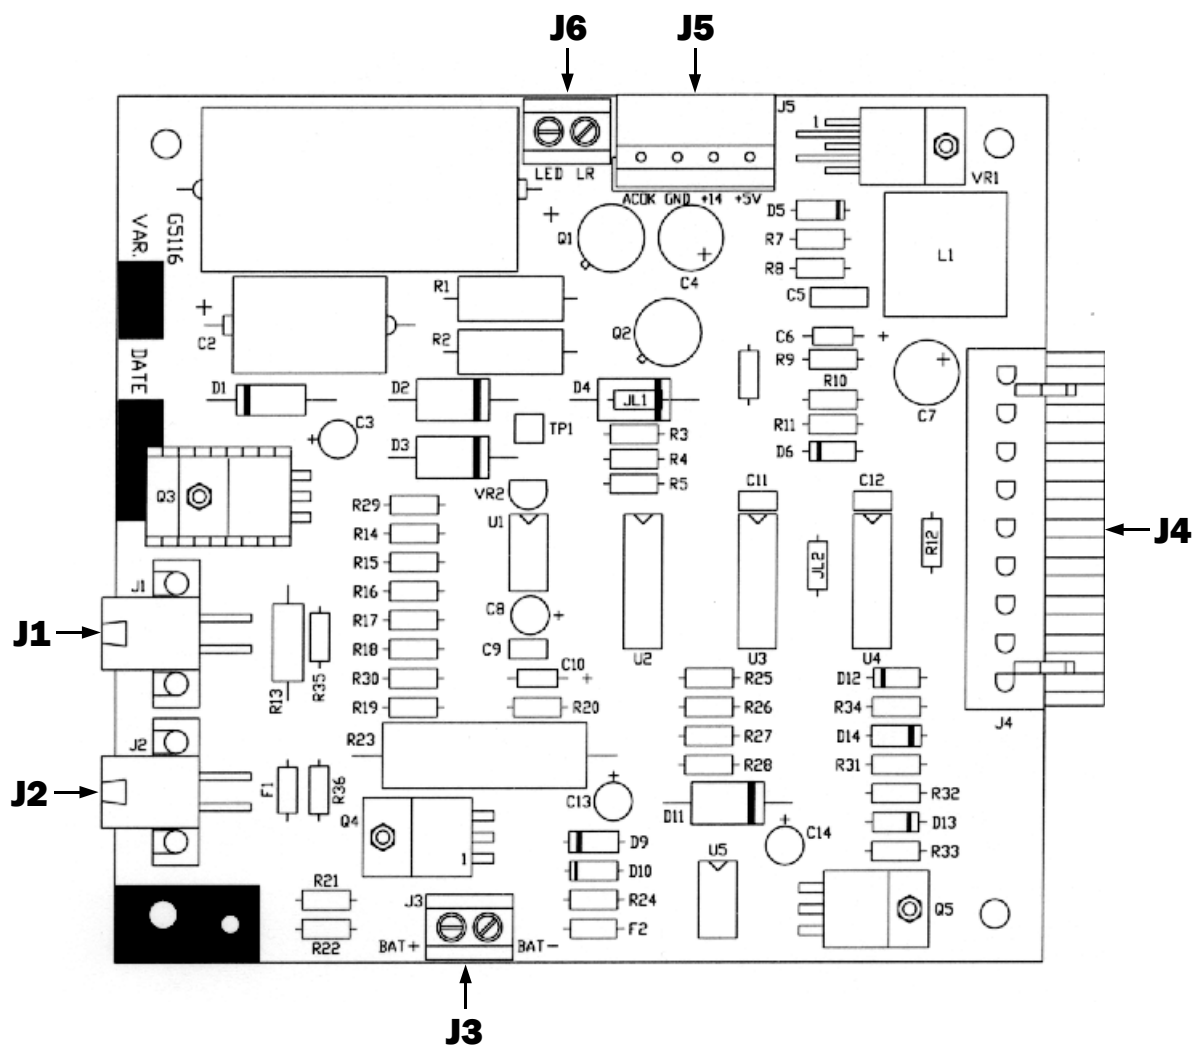 J6 J5
J5
1
LED LR
VR1
ACOK GND +14 +5V
D5
VAR.
G5116
+
Q1
R7
+
C4
R8
L1
R1
C5
+
C2
R2
Q2
C6 +
R9
+
DATE
R10
D1
D2
D4
JL1
C7
C3
+
TP1
R3
R11
D3
R4
D6
R5
Q3
VR2
C11
C12
R29
U1
R14
R12
J4
R15
JL2
J1
R16
C8 +
R17
J1
R18
C9
U2
U3
U4
R13
R35
R30
C10 +
R25
D12
R19
R20
R26
R34
J4
J2
R23
R27
D14
R28
R31
J2
F1
R36
+
C13
R32
Q4
D11
+
C14
D13
D9
1
U5
R33
D10
R21
J3
R24
Q5
R22
BAT+ BAT-
F2
J3